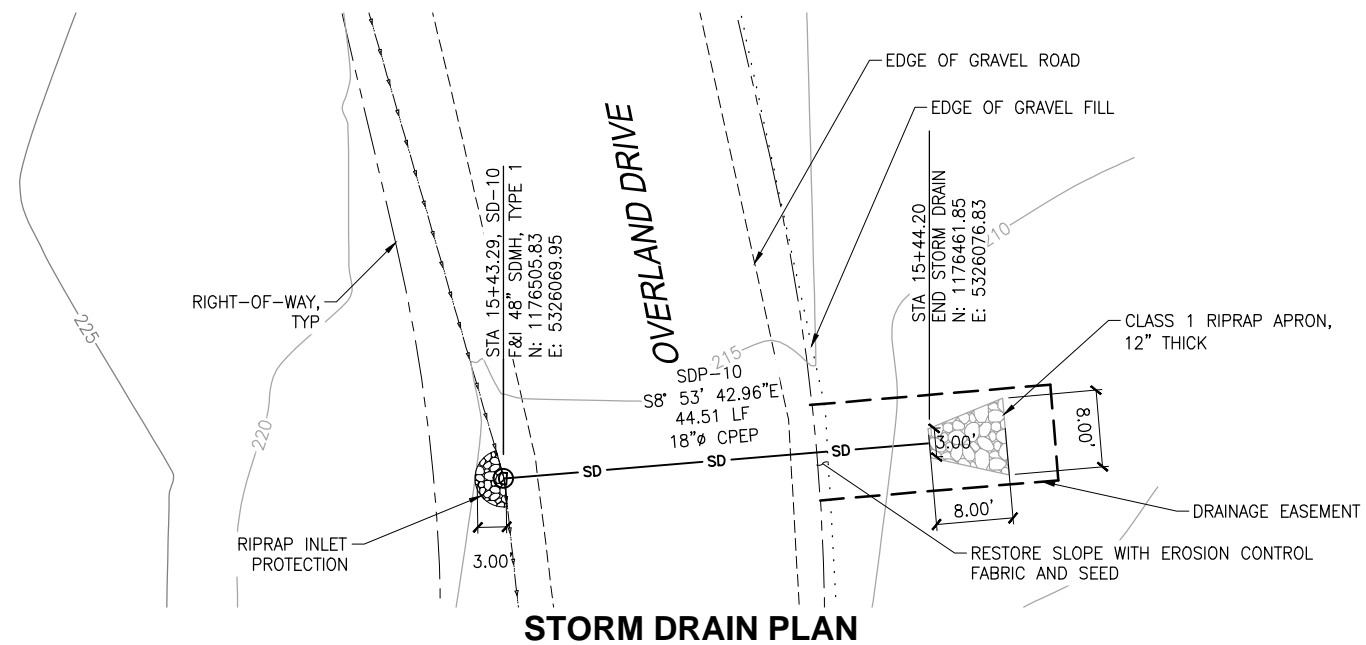 EDGE OF GRAVEL ROAD
EDGE OF GRAVEL FILL
OVERLAND DRIVE
STA 15+43.29, SD-10
F&I 48" SDMH, TYPE 1
N: 1176505.83
E: 5326069.95
STA 15+44.20
END STORM DRAIN
N: 1176461.85
E: 5326076.83
210
RIGHT-OF-WAY,
TYP
225
220
215
CLASS 1 RIPRAP APRON,
12" THICK
SDP-10
S8° 53' 42.96"E
44.51 LF
18"ø CPEP
SD
SD
SD
3.00'
8.00'
8.00'
DRAINAGE EASEMENT
RIPRAP INLET
PROTECTION
3.00'
RESTORE SLOPE WITH EROSION CONTROL
FABRIC AND SEED
STORM DRAIN PLAN